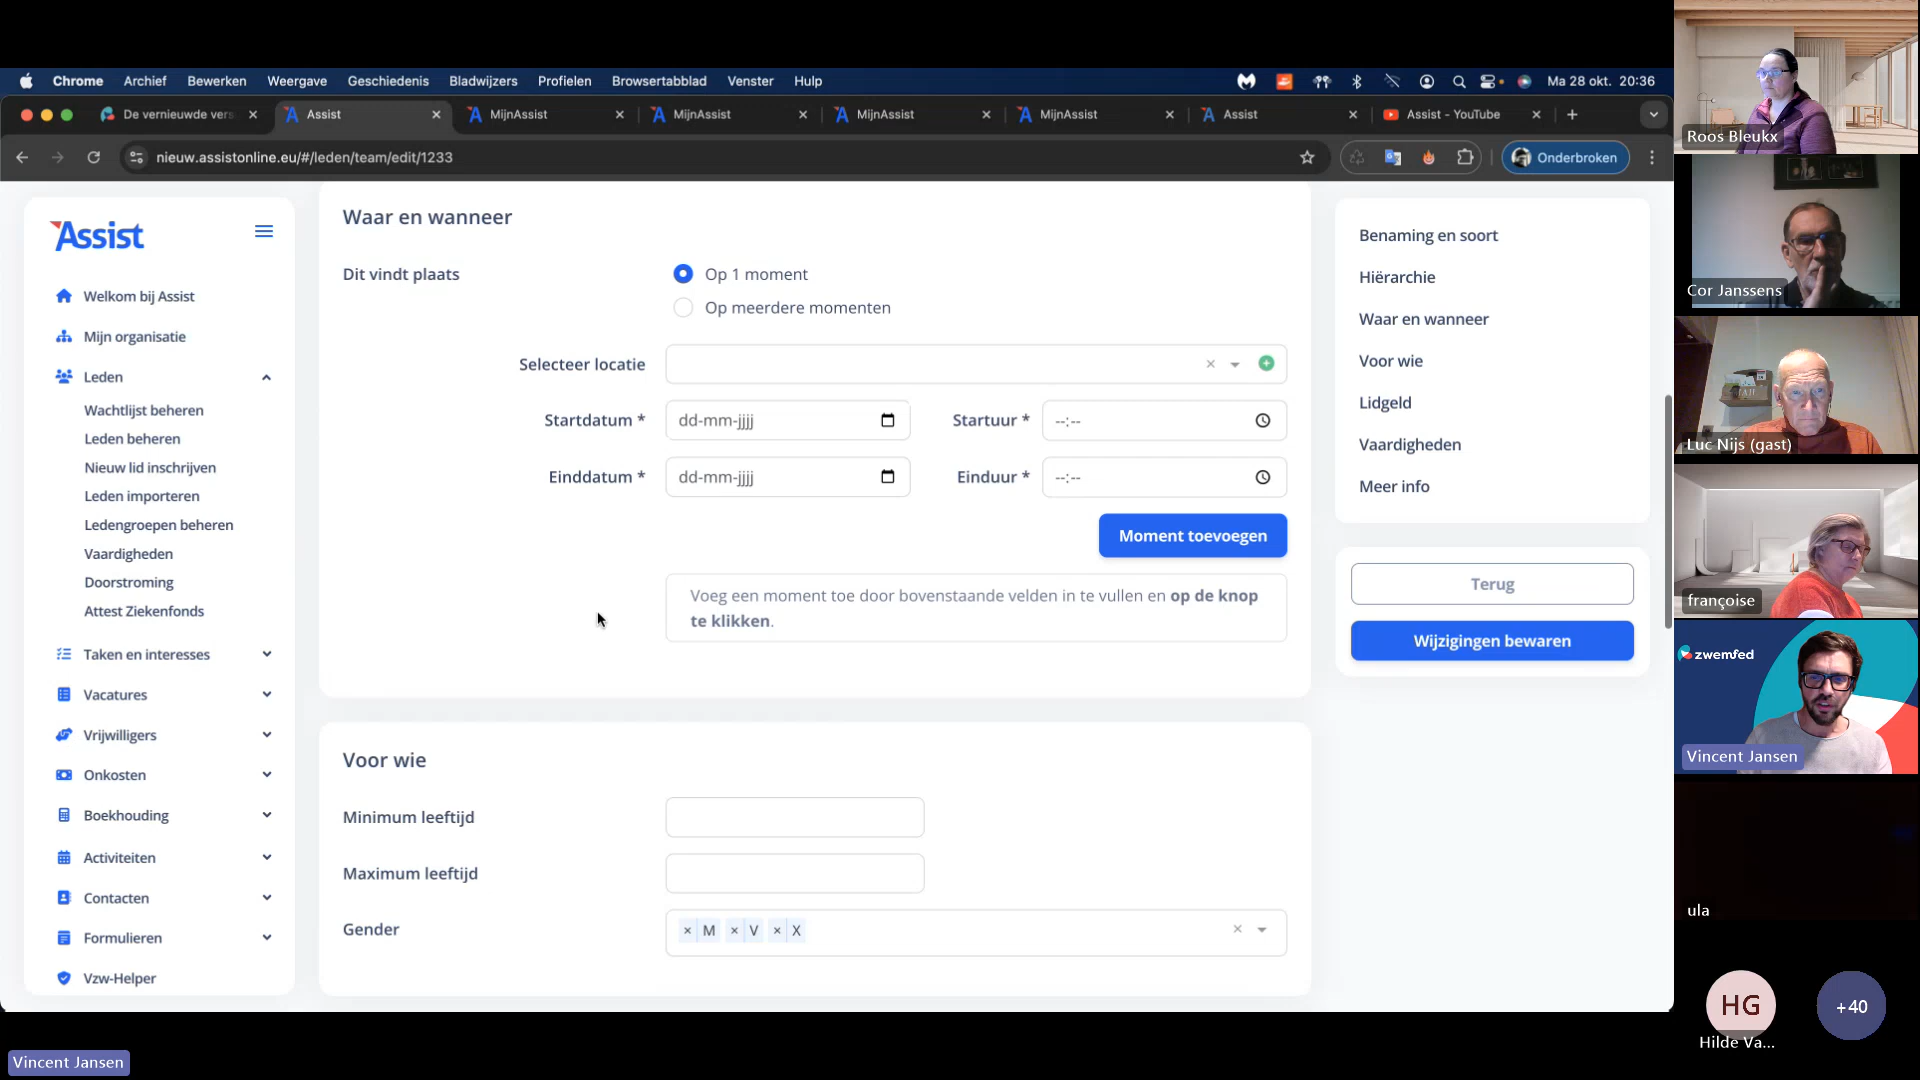 Chrome Archief Bewerken Weergave Geschiedenis Bladwijzers Profielen Browsertabblad Venster Hulp Ma 28 okt. 20:36
De vernieuwde vers Assist MijnAssist MijnAssist MijnAssist MijnAssist Assist Assist - YouTube
nieuw.assistonline.eu/#/leden/team/edit/1233 Onderbroken
Assist
Welkom bij Assist
Mijn organisatie
Leden
Wachtlijst beheren
Leden beheren
Nieuw lid inschrijven
Leden importeren
Ledengroepen beheren
Vaardigheden
Doorstroming
Attest Ziekenfonds
Taken en interesses
Vacatures
Vrijwilligers
Onkosten
Boekhouding
Activiteiten
Contacten
Formulieren
Vzw-Helper
Waar en wanneer
Dit vindt plaats
Op 1 moment
Op meerdere momenten
Selecteer locatie
Startdatum * dd-mm-jjjj Startuur * --:--
Einddatum * dd-mm-jjjj Einduur * --:--
Moment toevoegen
Voeg een moment toe door bovenstaande velden in te vullen en op de knop
te klikken.
Voor wie
Minimum leeftijd
Maximum leeftijd
Gender × M × V × X
Benaming en soort
Hiërarchie
Waar en wanneer
Voor wie
Lidgeld
Vaardigheden
Meer info
Terug
Wijzigingen bewaren
Roos Bleukx
Cor Janssens
Luc Nijs (gast)
françoise
zwemfed
Vincent Jansen
ula
HG
Hilde Va...
+40
Vincent Jansen